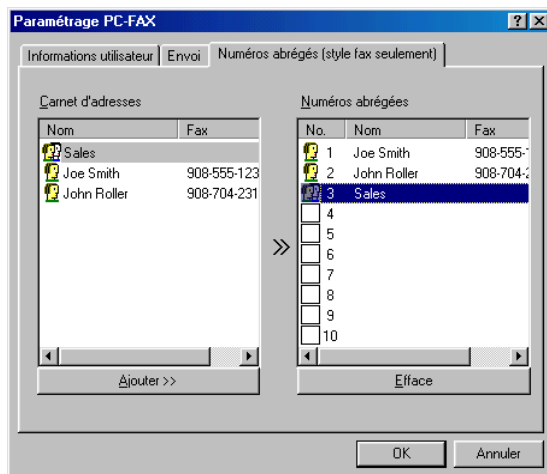 Paramétrage PC-FAX
Informations utilisateur Envoi Numéros abrégés (style fax seulement)
Carnet d'adresses
Nom Fax
Sales
Joe Smith 908-555-123
John Roller 908-704-231
Ajouter >>
Numéros abrégées
No. Nom Fax
1 Joe Smith 908-555-
2 John Roller 908-704-
3 Sales
4
5
6
7
8
9
10
Efface
OK Annuler